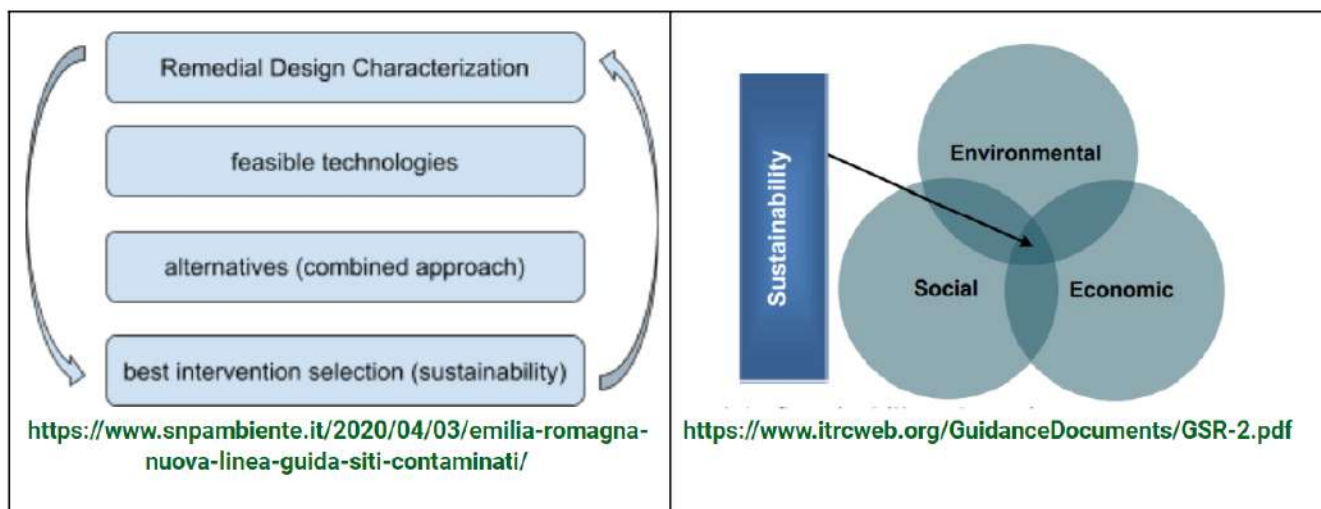 Remedial Design Characterization
feasible technologies
alternatives (combined approach)
best intervention selection (sustainability)
https://www.snpambiente.it/2020/04/03/emilia-romagna-
nuova-linea-guida-siti-contaminati/
Sustainability
Environmental
Social
Economic
https://www.itrcweb.org/GuidanceDocuments/GSR-2.pdf